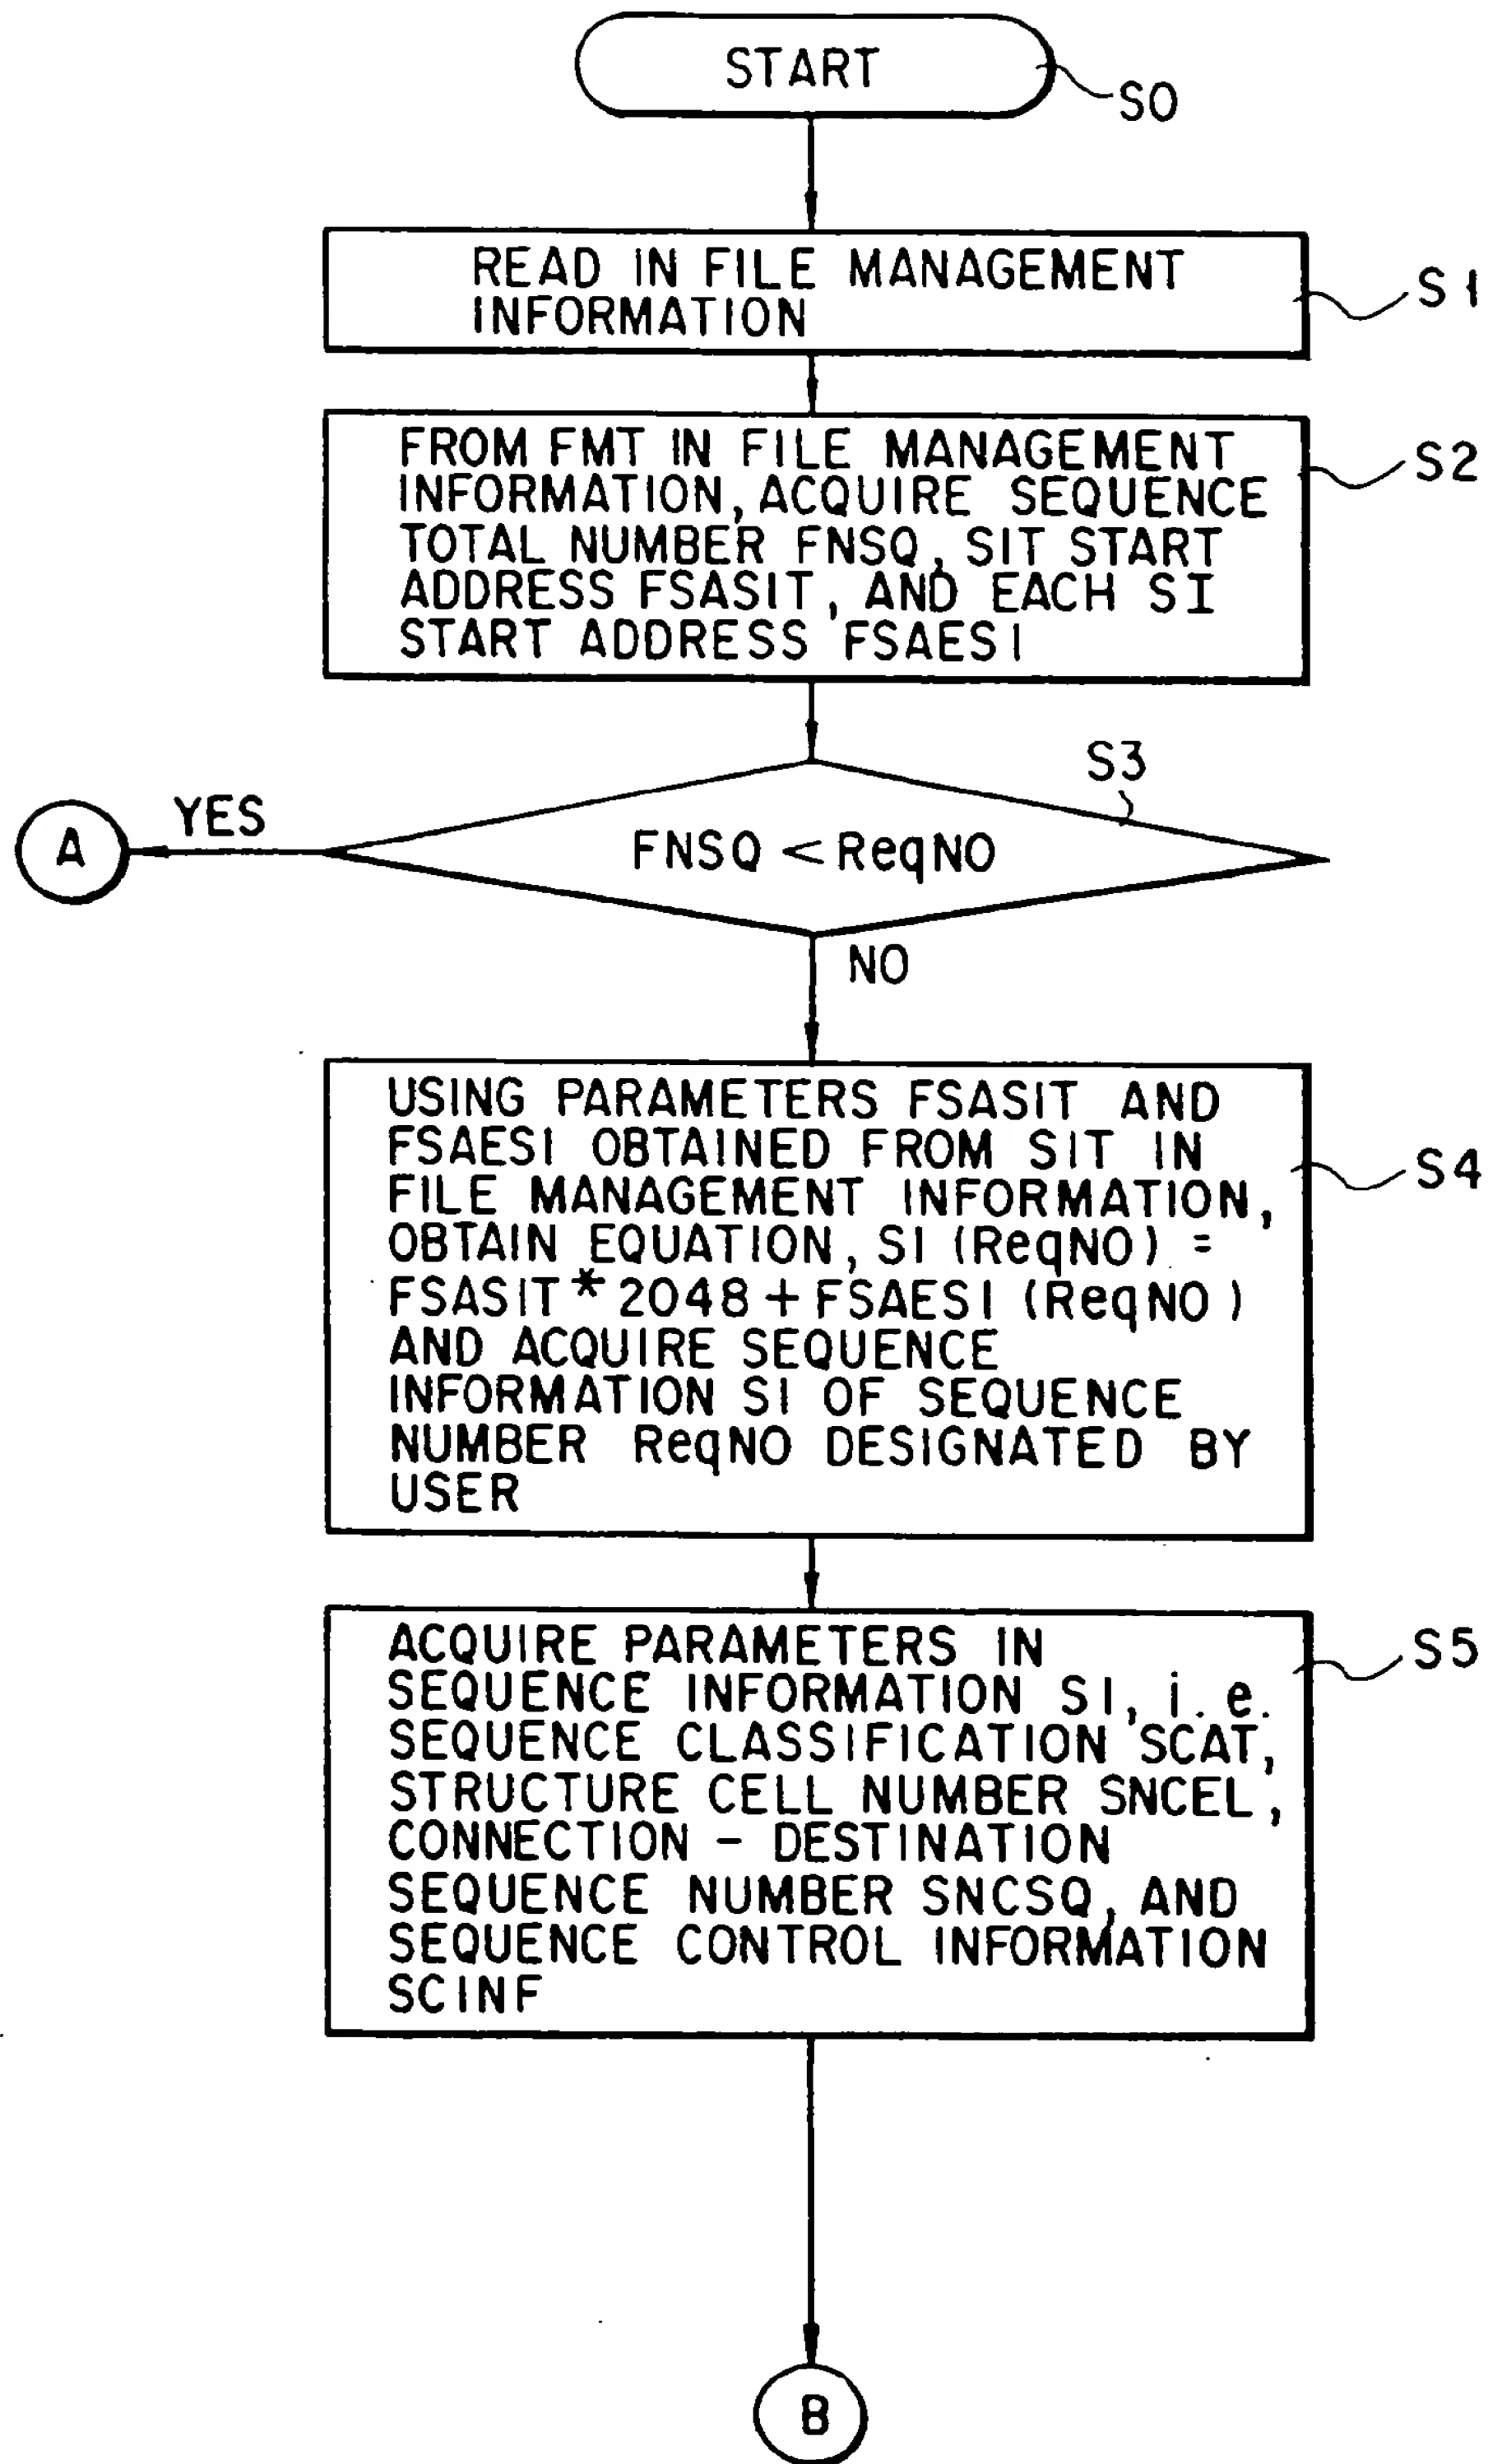 START
S0
READ IN FILE MANAGEMENT
INFORMATION
S1
FROM FMT IN FILE MANAGEMENT
INFORMATION, ACQUIRE SEQUENCE
TOTAL NUMBER FNSQ, SIT START
ADDRESS FSASIT, AND EACH SI
START ADDRESS FSAESI
S2
S3
A
YES
FNSQ < ReqNO
NO
USING PARAMETERS FSASIT AND
FSAESI OBTAINED FROM SIT IN
FILE MANAGEMENT INFORMATION,
OBTAIN EQUATION, SI (ReqNO) =
FSASIT * 2048 + FSAESI (ReqNO)
AND ACQUIRE SEQUENCE
INFORMATION SI OF SEQUENCE
NUMBER ReqNO DESIGNATED BY
USER
S4
ACQUIRE PARAMETERS IN
SEQUENCE INFORMATION SI, i.e.
SEQUENCE CLASSIFICATION SCAT,
STRUCTURE CELL NUMBER SNCEL,
CONNECTION - DESTINATION
SEQUENCE NUMBER SNCSQ, AND
SEQUENCE CONTROL INFORMATION
SCINF
S5
B